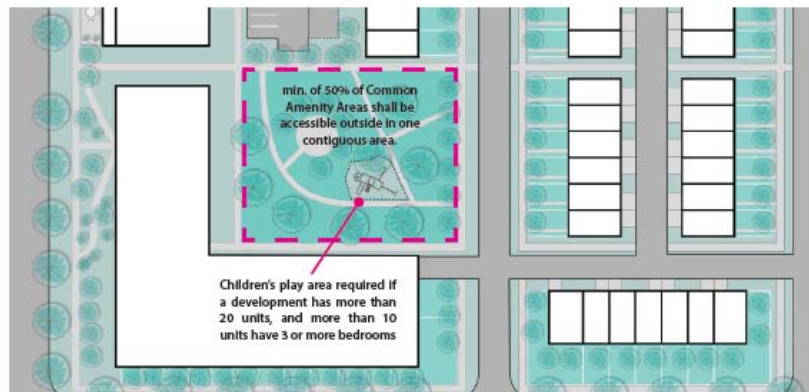 min. of 50% of Common
Amenity Areas shall be
accessible outside in one
contiguous area.
Children's play area required if
a development has more than
20 units, and more than 10
units have 3 or more bedrooms